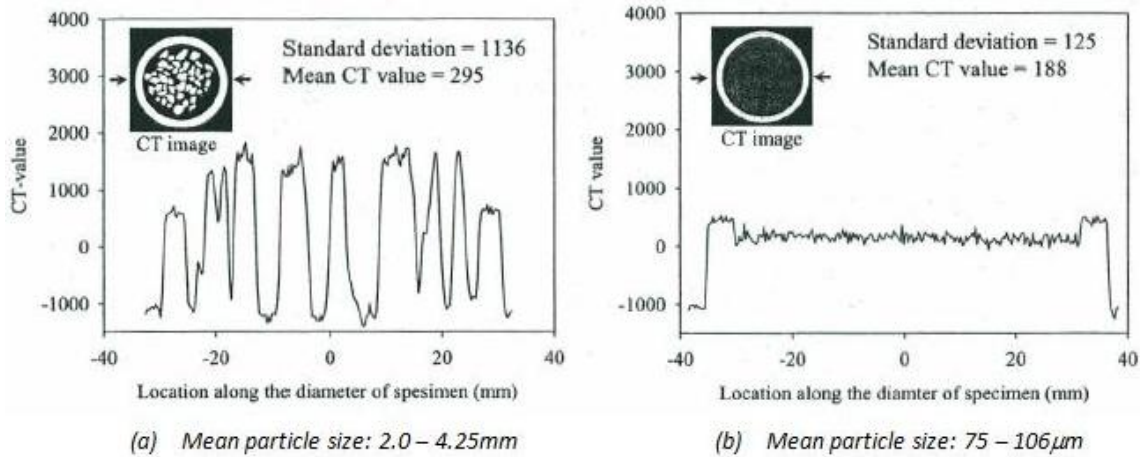 4000
3000
2000
1000
0
-1000
CT-value
Standard deviation = 1136
Mean CT value = 295
CT image
-40
-20
0
20
40
Location along the diameter of spesimen (mm)
(a) Mean particle size: 2.0 – 4.25mm
4000
3000
2000
1000
0
-1000
CT value
Standard deviation = 125
Mean CT value = 188
CT image
-40
-20
0
20
40
Location along the diamter of specimen (mm)
(b) Mean particle size: 75 – 106μm